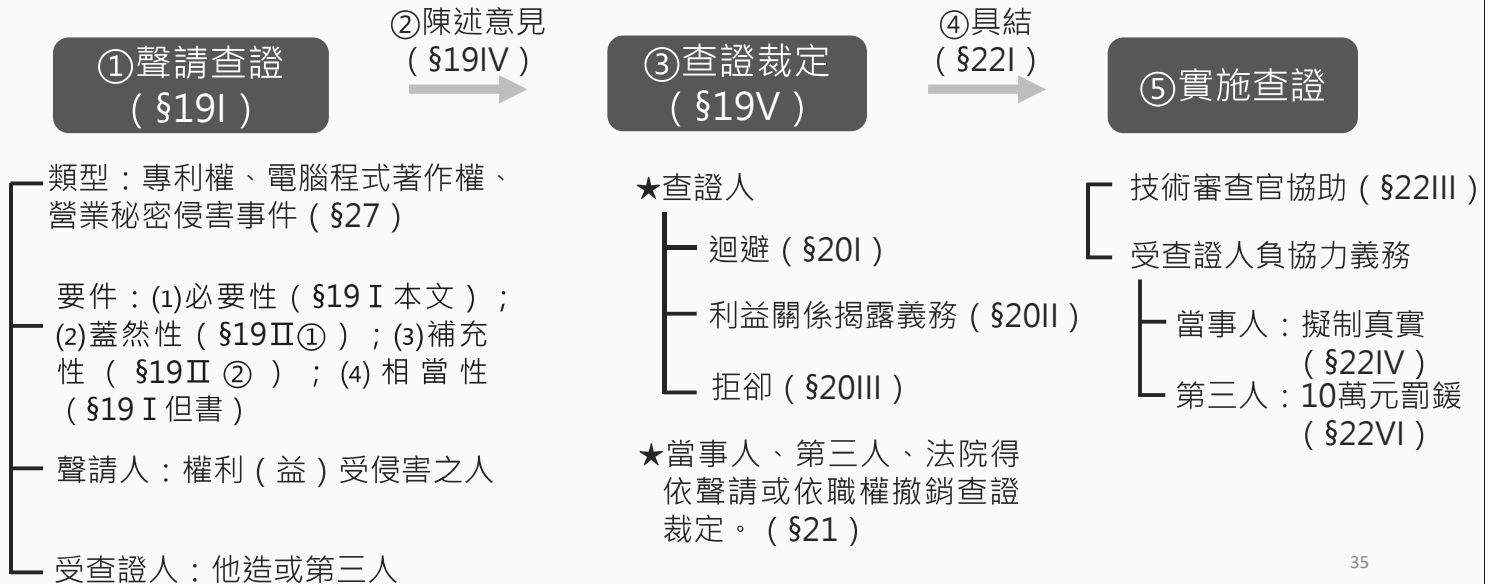 ①聲請查證
（§19I）
②陳述意見
（§19IV）
③查證裁定
（§19V）
④具結
（§22I）
⑤實施查證
類型：專利權、電腦程式著作權、
營業秘密侵害事件（§27）
要件：(1)必要性（§19Ⅰ本文）；
(2)蓋然性（§19Ⅱ①）；(3)補充
性（§19Ⅱ②）；(4)相當性
（§19Ⅰ但書）
聲請人：權利（益）受侵害之人
受查證人：他造或第三人
★查證人
迴避（§20I）
利益關係揭露義務（§20II）
拒卻（§20III）
★當事人、第三人、法院得
依聲請或依職權撤銷查證
裁定。（§21）
技術審查官協助（§22III）
受查證人負協力義務
當事人：擬制真實
（§22IV）
第三人：10萬元罰鍰
（§22VI）
35